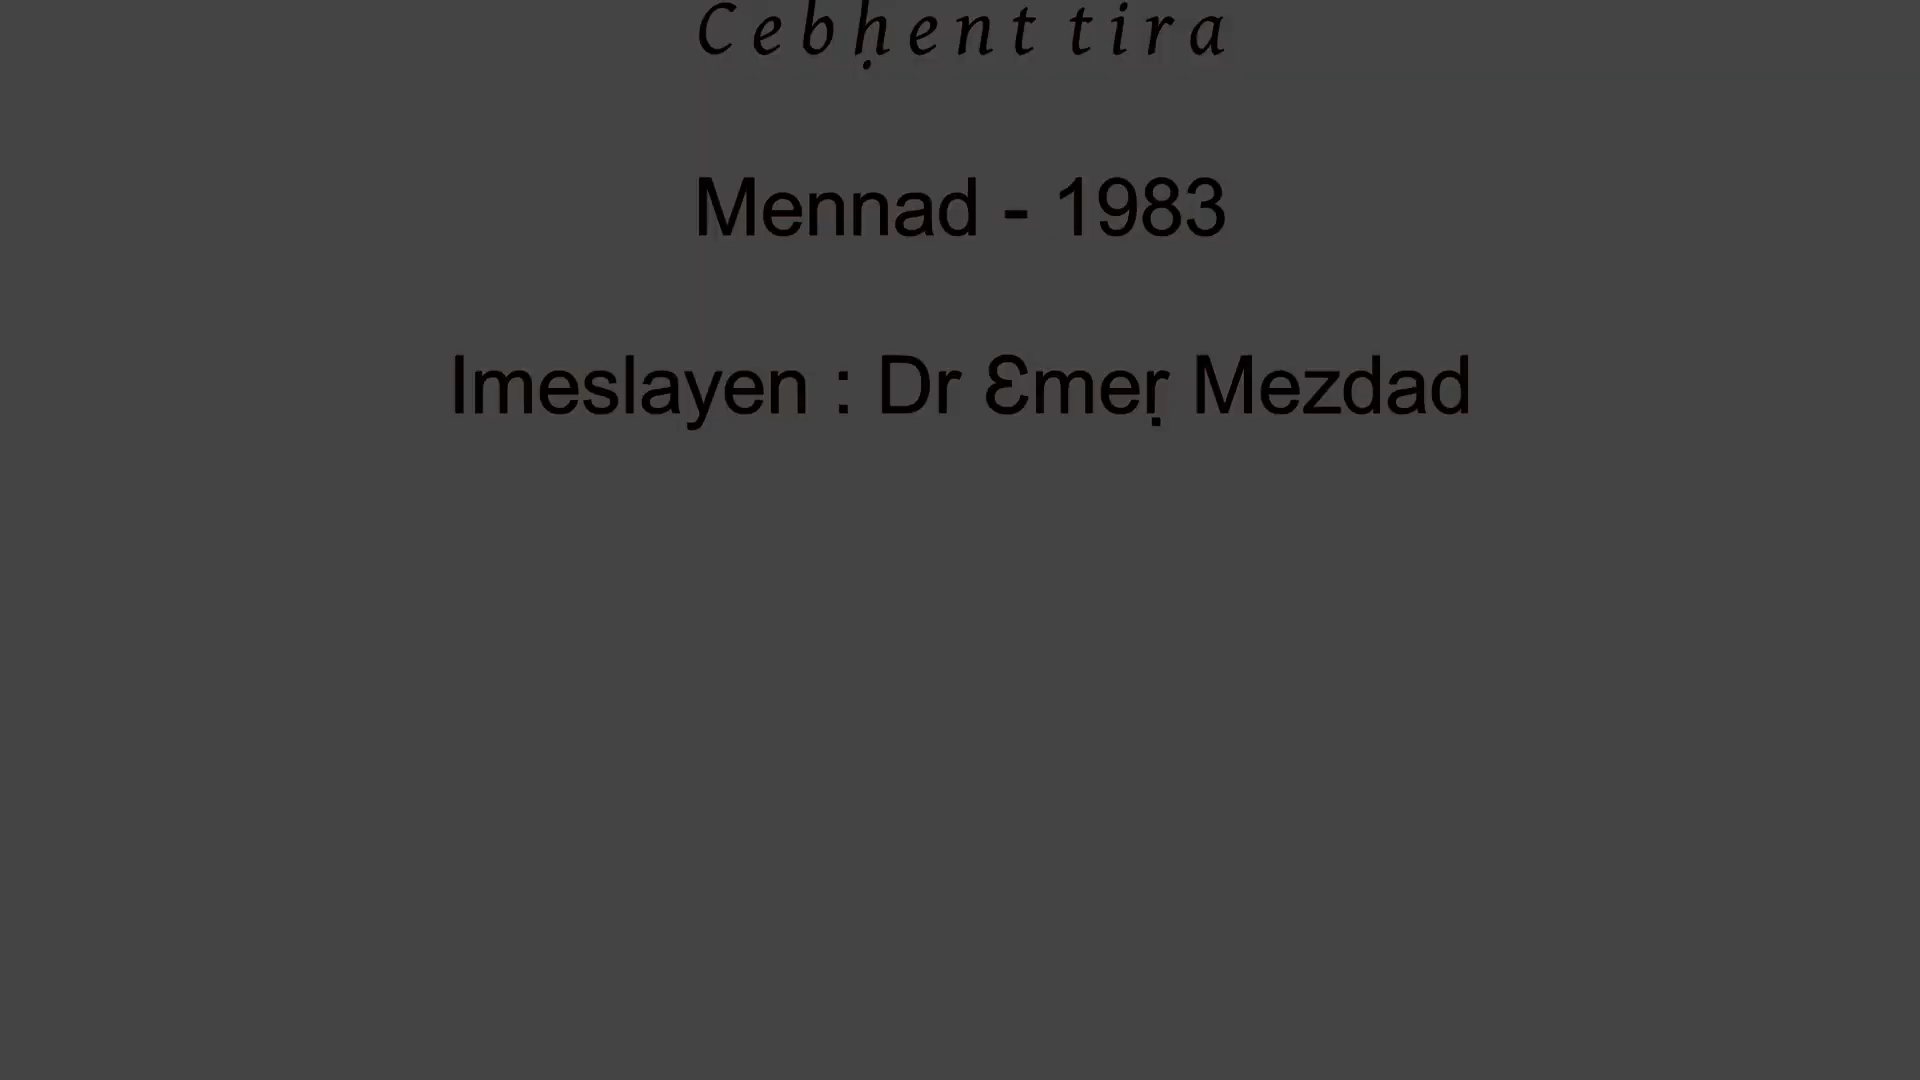 Cebḥent tira
Mennad - 1983
Imeslayen : Dr Ɛmeṛ Mezdad